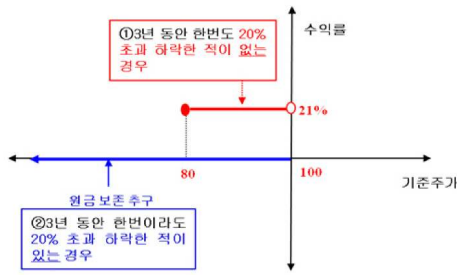 수익률
①3년 동안 한번도 20%
초과 하락한 적이 없는
경우
21%
80
100
기준주가
원금 보존 추구
②3년 동안 한번이라도
20% 초과 하락한 적이
있는 경우